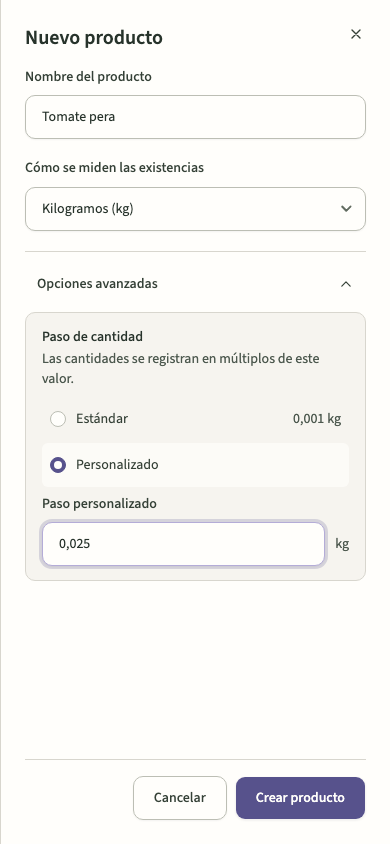 Nuevo producto
Nombre del producto
Tomate pera
Cómo se miden las existencias
Kilogramos (kg)
Opciones avanzadas
Paso de cantidad
Las cantidades se registran en múltiplos de este
valor.
Estándar 0,001 kg
Personalizado
Paso personalizado
0,025 kg
Cancelar Crear producto